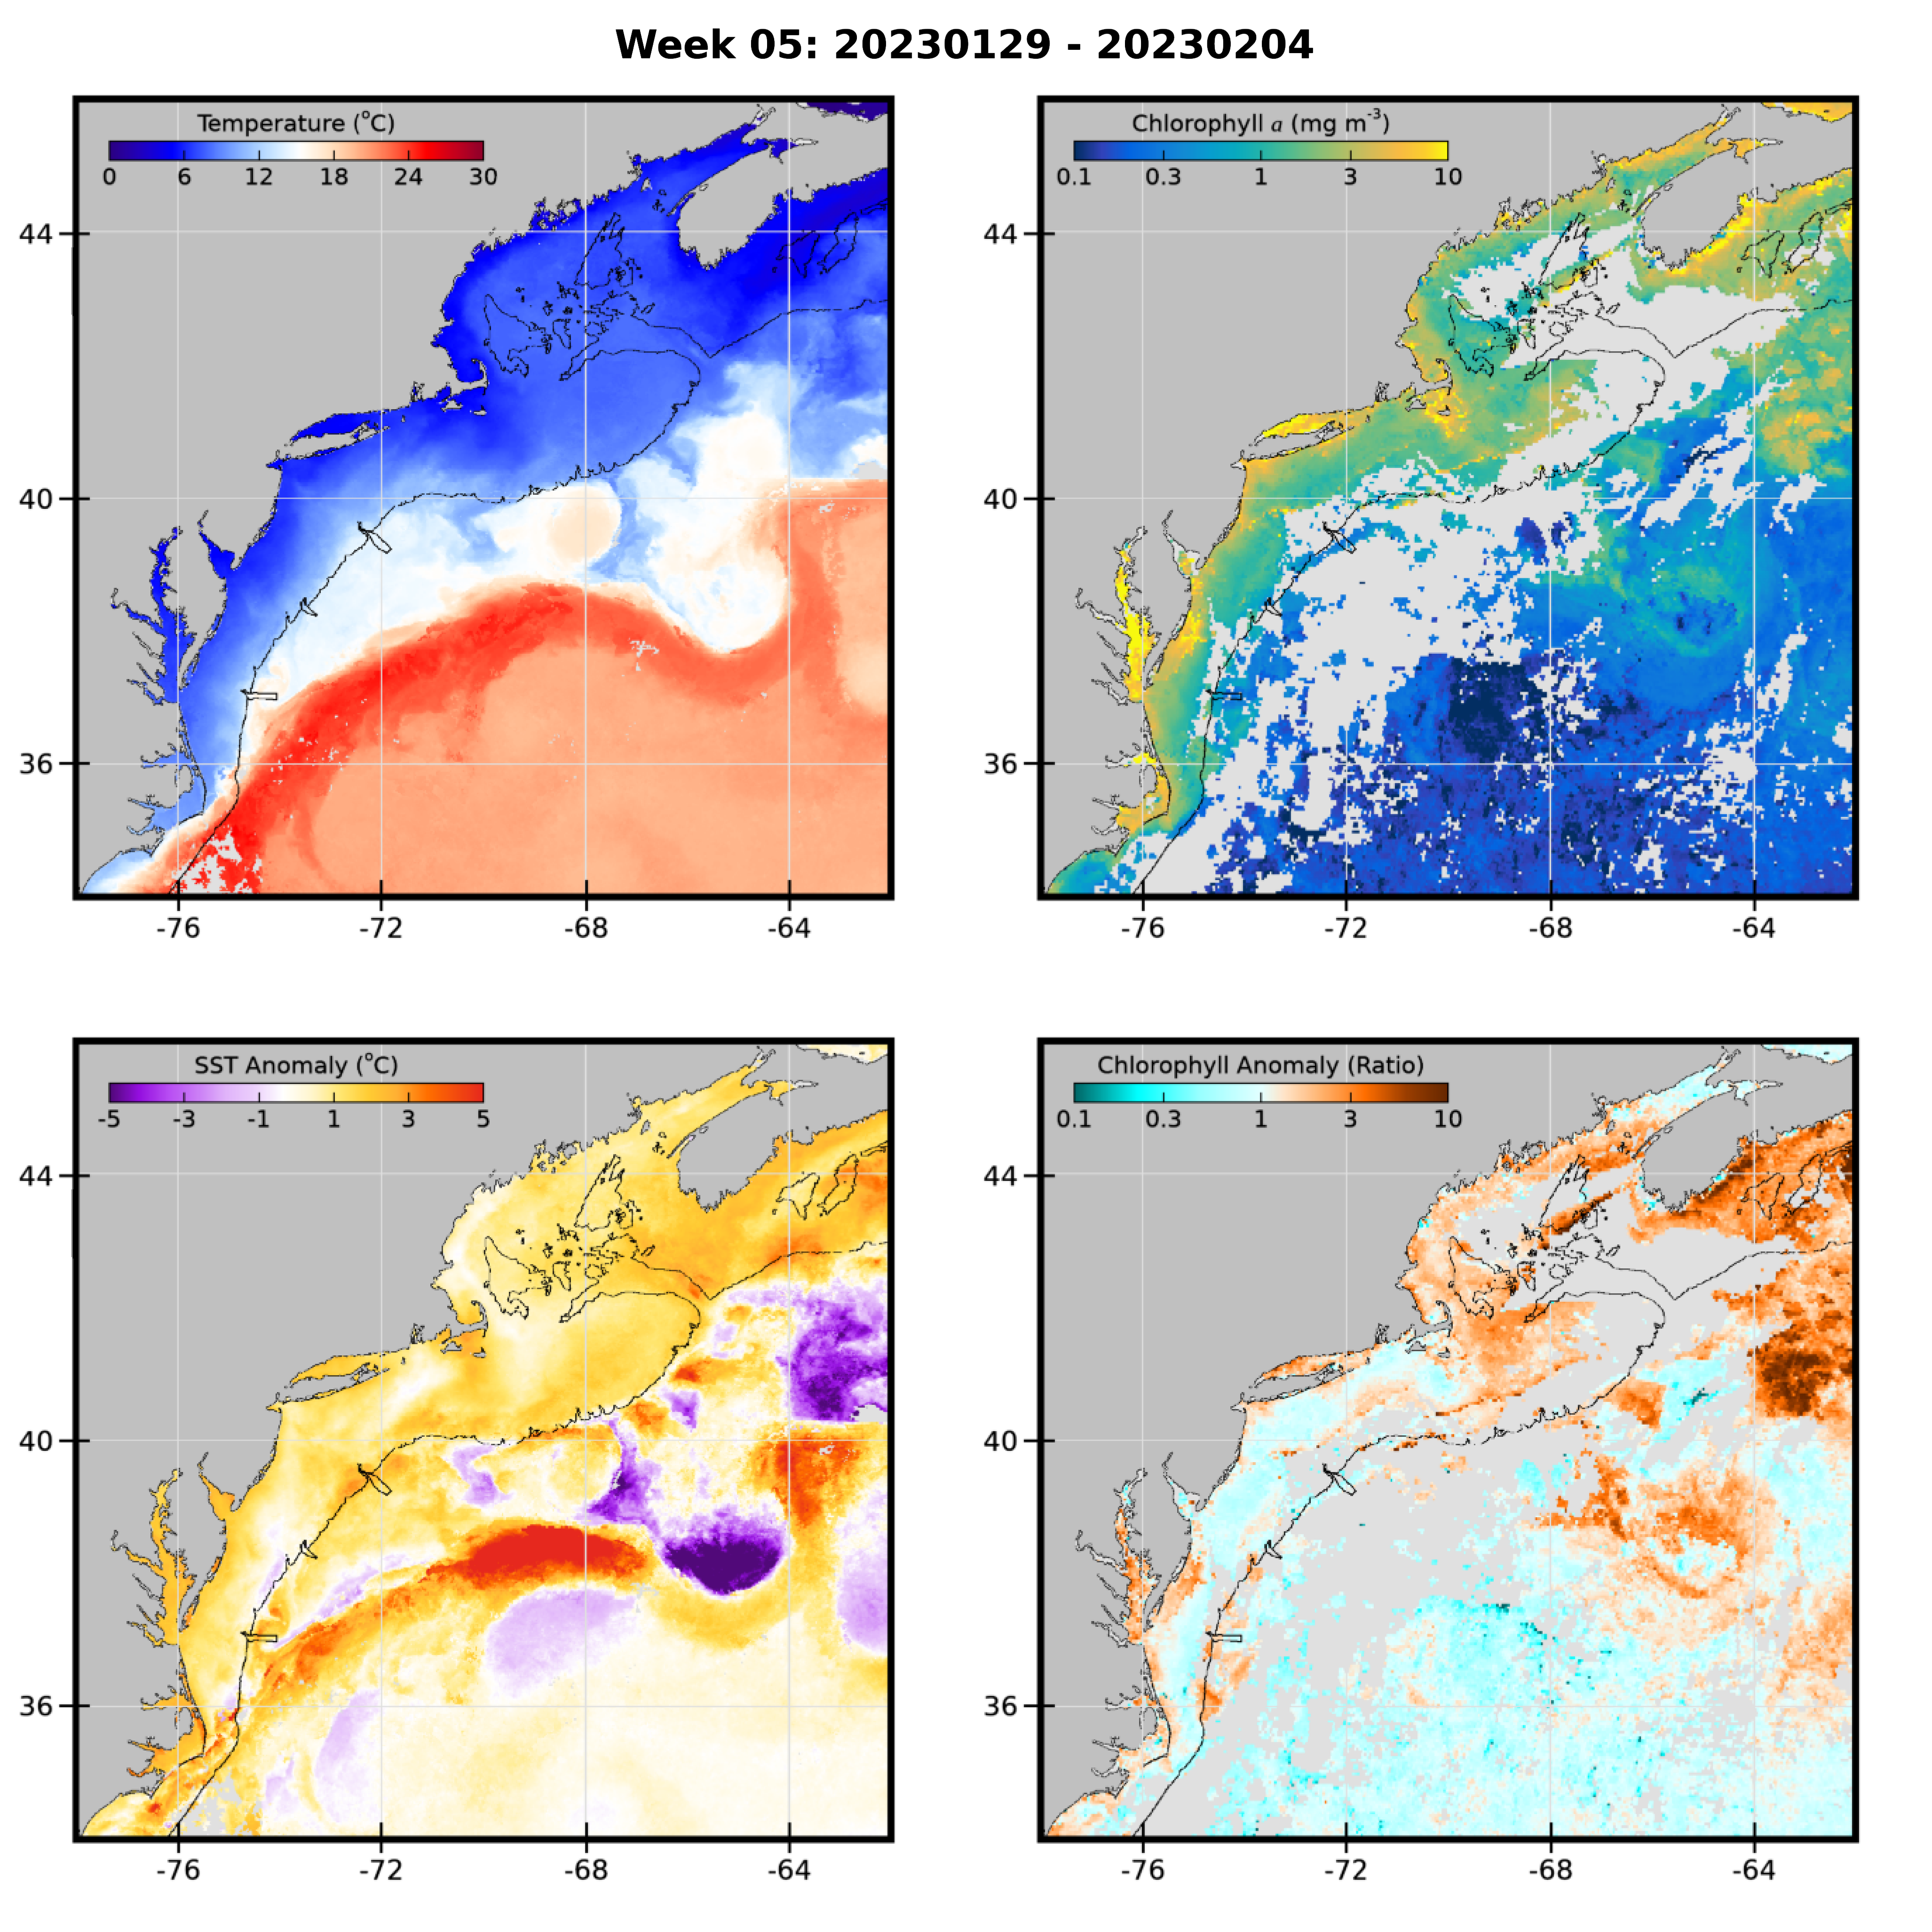 Week 05: 20230129 - 20230204
Temperature (°C)
0 6 12 18 24 30
44
40
36
-76 -72 -68 -64
Chlorophyll a (mg m⁻³)
0.1 0.3 1 3 10
44
40
36
-76 -72 -68 -64
SST Anomaly (°C)
-5 -3 -1 1 3 5
44
40
36
-76 -72 -68 -64
Chlorophyll Anomaly (Ratio)
0.1 0.3 1 3 10
44
40
36
-76 -72 -68 -64